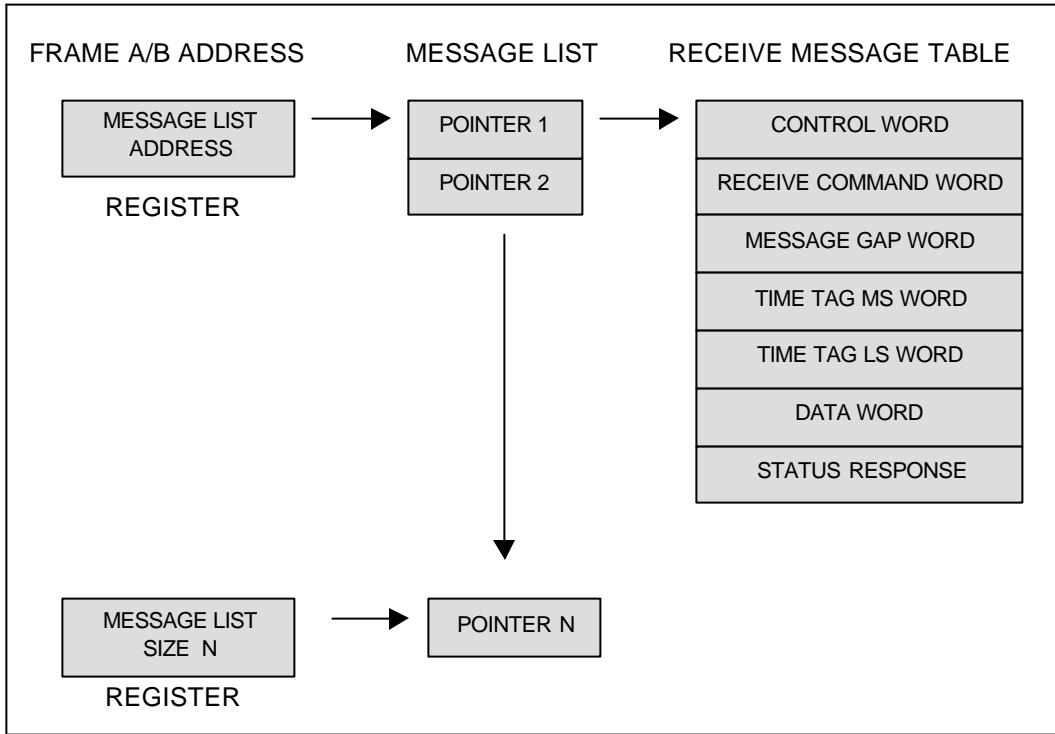 FRAME A/B ADDRESS
MESSAGE LIST
RECEIVE MESSAGE TABLE
MESSAGE LIST
ADDRESS
REGISTER
POINTER 1
POINTER 2
CONTROL WORD
RECEIVE COMMAND WORD
MESSAGE GAP WORD
TIME TAG MS WORD
TIME TAG LS WORD
DATA WORD
STATUS RESPONSE
MESSAGE LIST
SIZE N
REGISTER
POINTER N